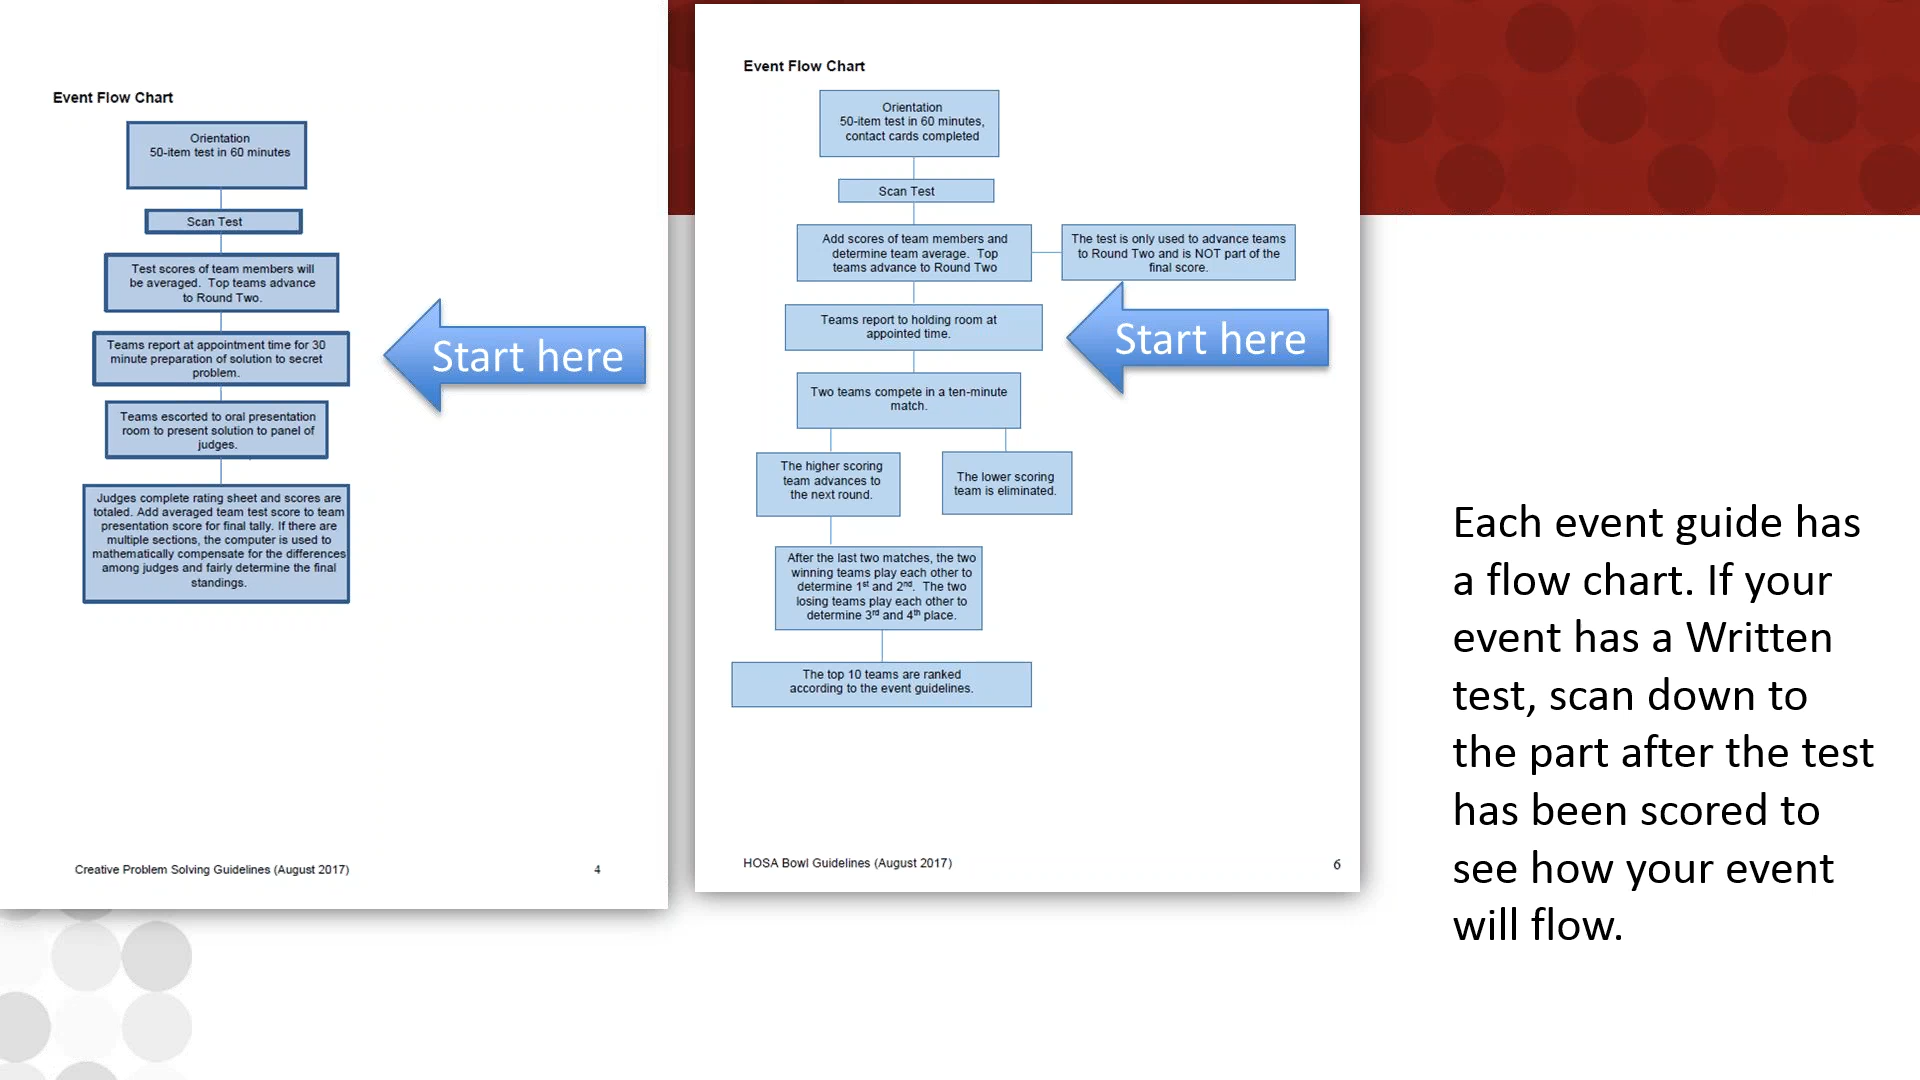 Event Flow Chart
Orientation
50-item test in 60 minutes
Scan Test
Test scores of team members will
be averaged. Top teams advance
to Round Two.
Teams report at appointment time for 30
minute preparation of solution to secret
problem.
Start here
Teams escorted to oral presentation
room to present solution to panel of
judges.
Judges complete rating sheet and scores are
totaled. Add averaged team test score to team
presentation score for final tally. If there are
multiple sections, the computer is used to
mathematically compensate for the differences
among judges and fairly determine the final
standings.
Creative Problem Solving Guidelines (August 2017)
4
Event Flow Chart
Orientation
50-item test in 60 minutes,
contact cards completed
Scan Test
Add scores of team members and
determine team average. Top
teams advance to Round Two
The test is only used to advance teams
to Round Two and is NOT part of the
final score.
Teams report to holding room at
appointed time.
Start here
Two teams compete in a ten-minute
match.
The higher scoring
team advances to
the next round.
The lower scoring
team is eliminated.
After the last two matches, the two
winning teams play each other to
determine 1st and 2nd. The two
losing teams play each other to
determine 3rd and 4th place.
The top 10 teams are ranked
according to the event guidelines.
HOSA Bowl Guidelines (August 2017)
6
Each event guide has
a flow chart. If your
event has a Written
test, scan down to
the part after the test
has been scored to
see how your event
will flow.